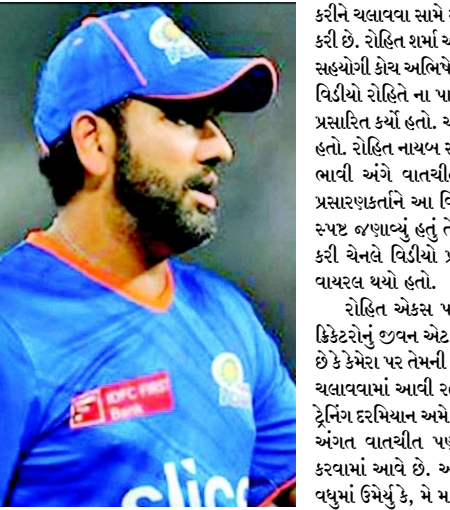 IDFC FIRST
Bank
slice
કરીને ચલાવવા સામે
કરી છે. રોહિત શર્મા
સહયોગી કોચ અભિષે
વિડીયો રોહિતે ના પા
પ્રસારિત કર્યો હતો.
હતો. રોહિત નાયબ
ભાવી અંગે વાતચી
પ્રસારણકર્તાને આ વિ
સ્પષ્ટ જણાવ્યું હતું તે
કરી ચેનલે વિડીયો પ્ર
વાયરલ થયો હતો.
રોહિત એક્સ પ
ક્રિકેટરોનું જીવન એટ
છે કે કેમેરા પર તેમની
ચલાવવામાં આવી ર
ટ્રેનિંગ દરમિયાન અમે
અંગત વાતચીત પણ
કરવામાં આવે છે. અ
વધુમાં ઉમેર્યુ કે, મે મ